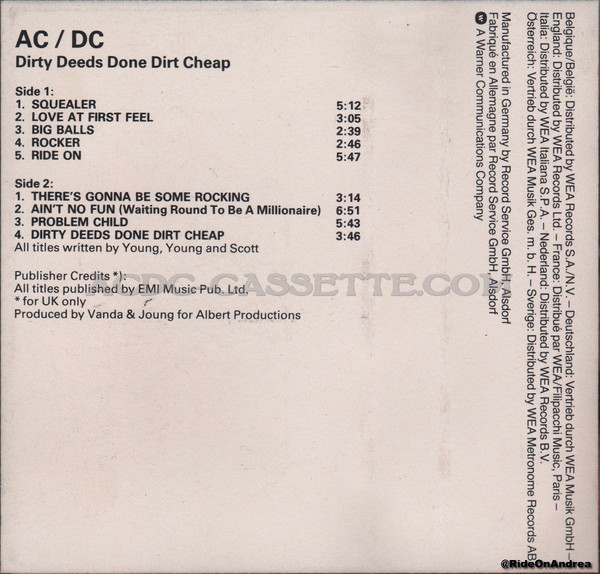 AC / DC
Dirty Deeds Done Dirt Cheap
Side 1:
1. SQUEALER 5:12
2. LOVE AT FIRST FEEL 3:05
3. BIG BALLS 2:39
4. ROCKER 2:46
5. RIDE ON 5:47
Side 2:
1. THERE'S GONNA BE SOME ROCKING 3:14
2. AIN'T NO FUN (Waiting Round To Be A Millionaire) 6:51
3. PROBLEM CHILD 5:43
4. DIRTY DEEDS DONE DIRT CHEAP 3:46
All titles written by Young, Young and Scott
Publisher Credits *):
All titles published by EMI Music Pub. Ltd.
* for UK only
Produced by Vanda & Joung for Albert Productions
Belgique/België: Distributed by WEA Records S.A./N.V. – Deutschland: Vertrieb durch WEA Musik GmbH –
England: Distributed by WEA Records Ltd. – France: Distribué par WEA/Filipacchi Music, Paris –
Italia: Distributed by WEA Italiana S.P.A. – Nederland: Distributed by WEA Records B.V.
Österreich: Vertrieb durch WEA Musik Ges. m. b. H. – Sverige: Distributed by WEA Metronome Records AB
Manufactured in Germany by Record Service GmbH, Alsdorf
Fabriqué en Allemagne par Record Service GmbH, Alsdorf
A Warner Communications Company
-CASSETTE.CO
@RideOnAndrea